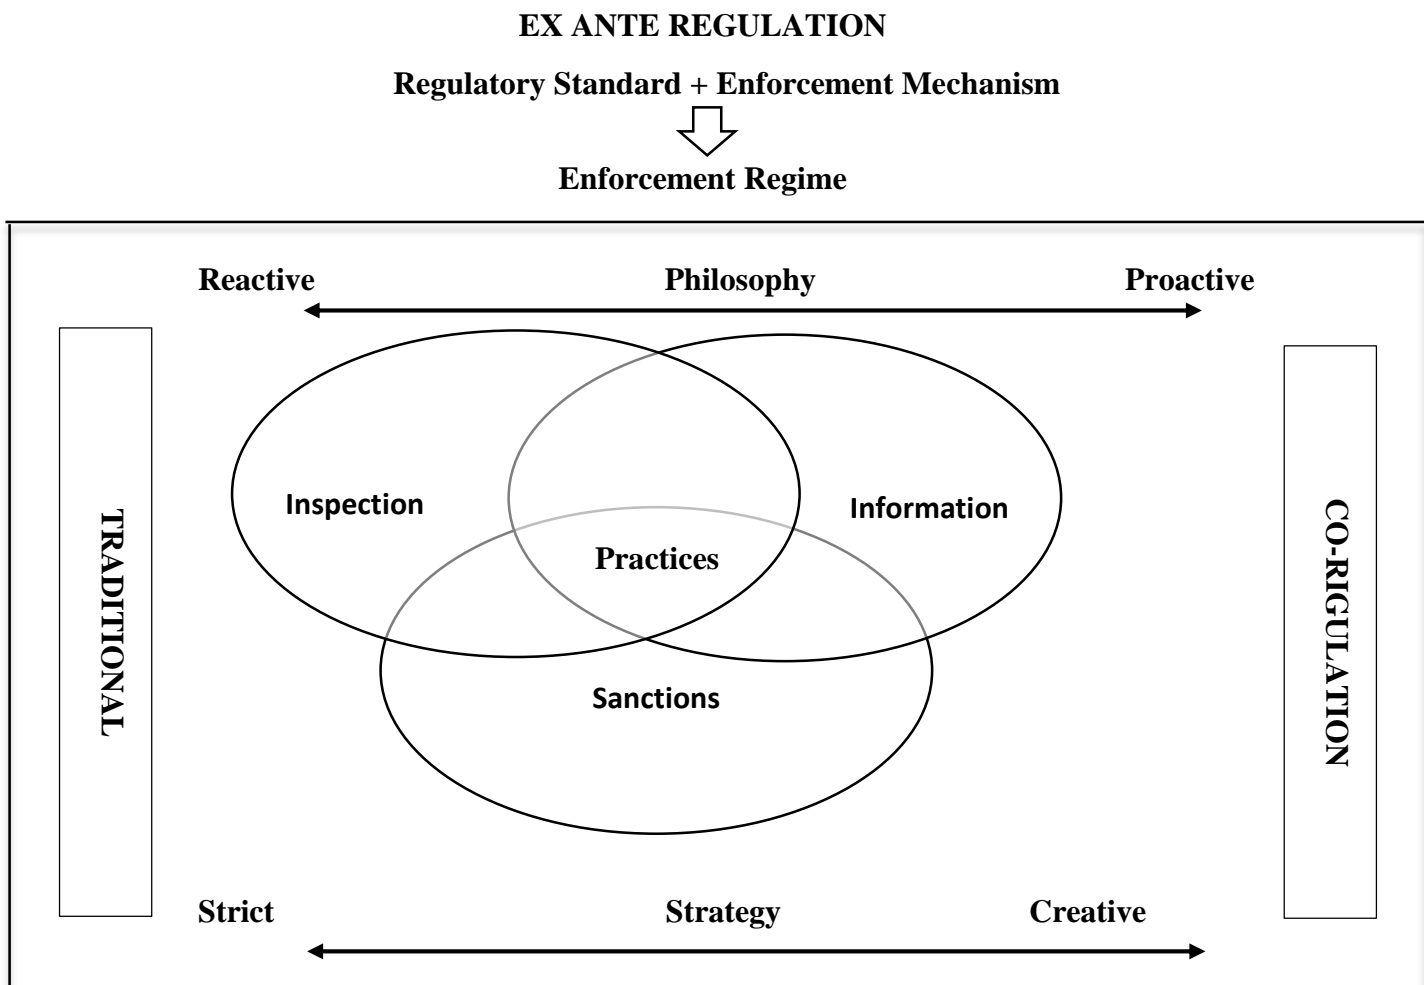 EX ANTE REGULATION
Regulatory Standard + Enforcement Mechanism
Enforcement Regime
Reactive Philosophy Proactive
TRADITIONAL
Inspection
Information
CO-RIGULATION
Practices
Sanctions
Strict Strategy Creative